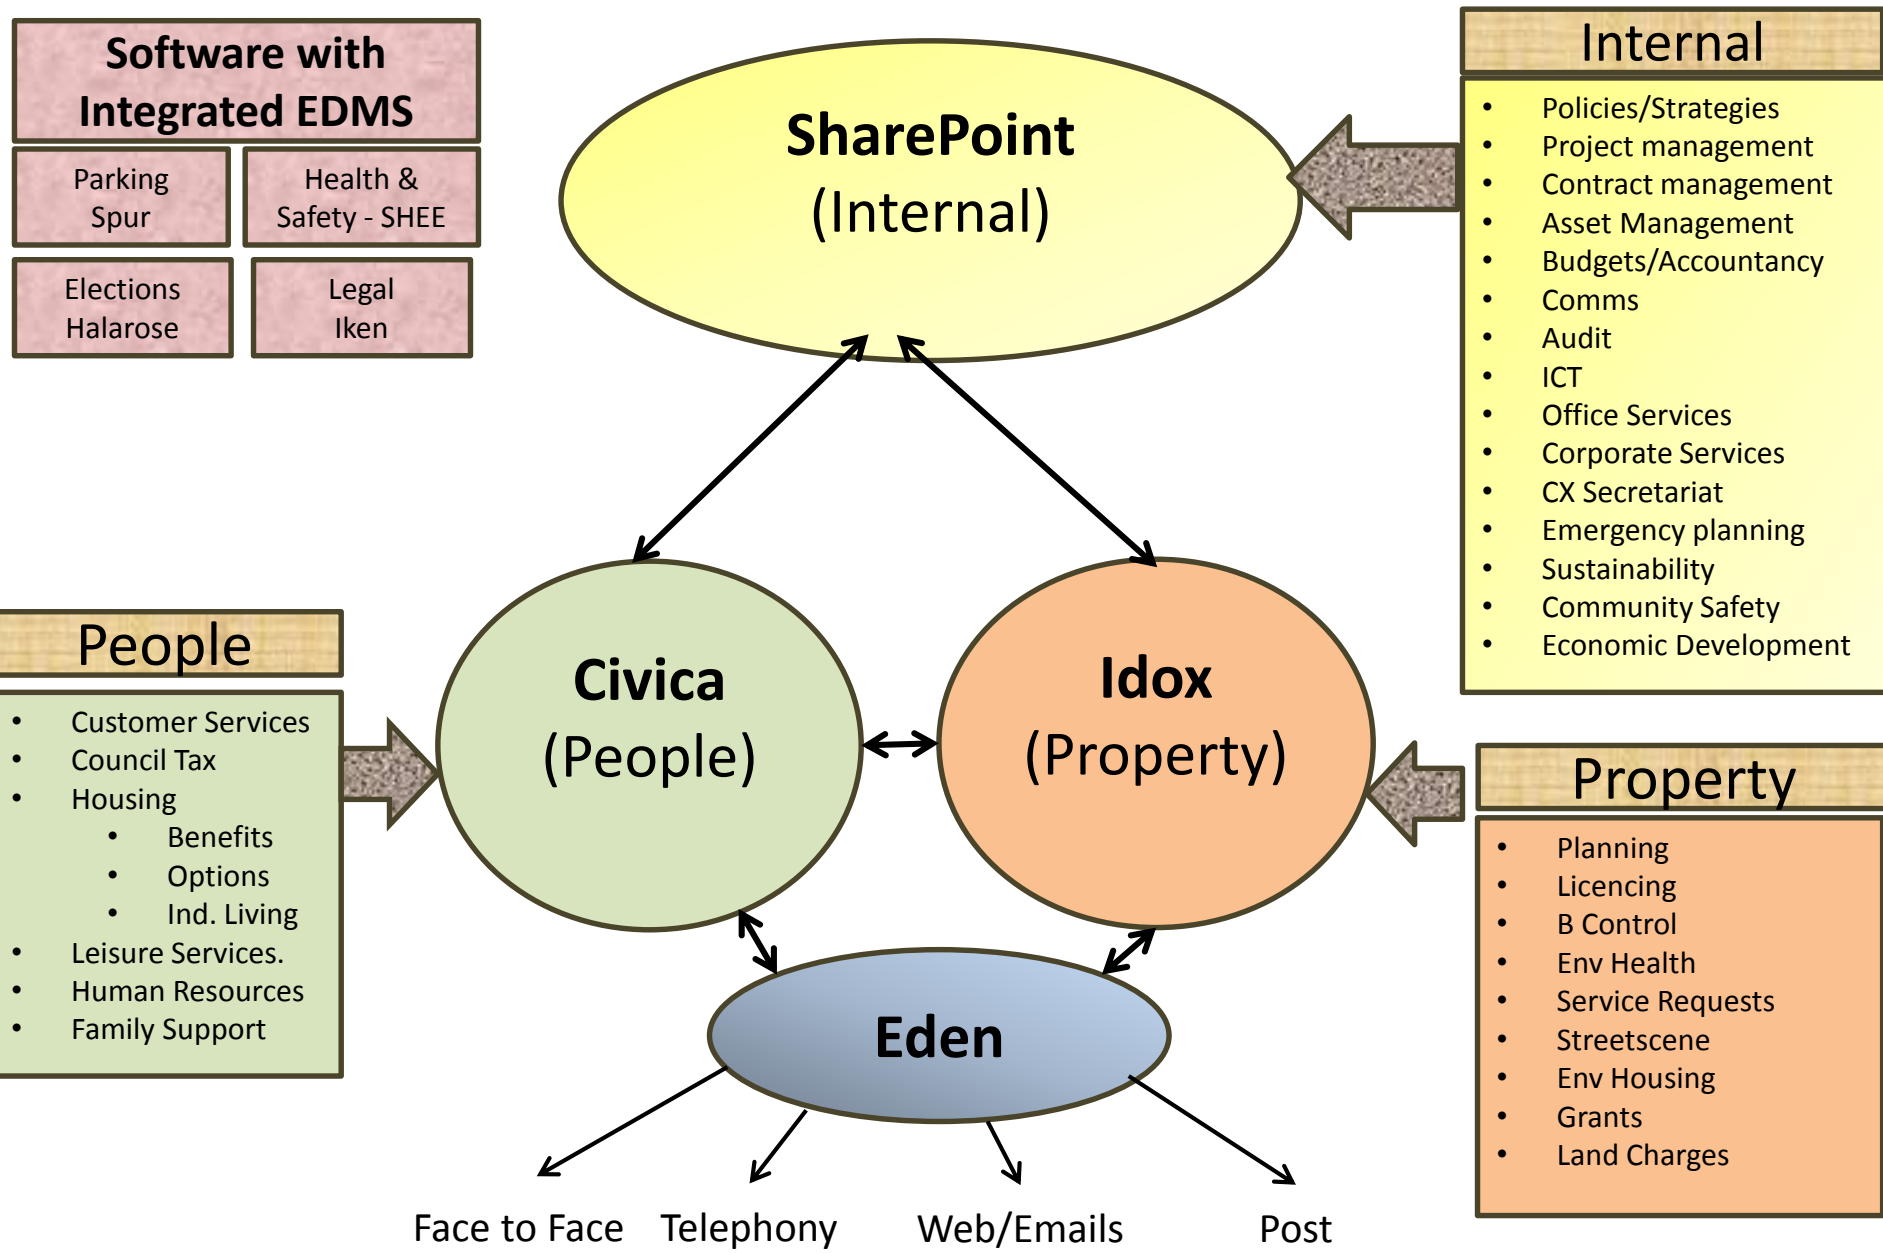 Software with
Integrated EDMS
Parking
Spur
Health &
Safety - SHEE
Elections
Halarose
Legal
Iken
SharePoint
(Internal)
Internal
• Policies/Strategies
• Project management
• Contract management
• Asset Management
• Budgets/Accountancy
• Comms
• Audit
• ICT
• Office Services
• Corporate Services
• CX Secretariat
• Emergency planning
• Sustainability
• Community Safety
• Economic Development
People
• Customer Services
• Council Tax
• Housing
• Benefits
• Options
• Ind. Living
• Leisure Services.
• Human Resources
• Family Support
Civica
(People)
Idox
(Property)
Property
• Planning
• Licencing
• B Control
• Env Health
• Service Requests
• Streetscene
• Env Housing
• Grants
• Land Charges
Eden
Face to Face
Telephony
Web/Emails
Post